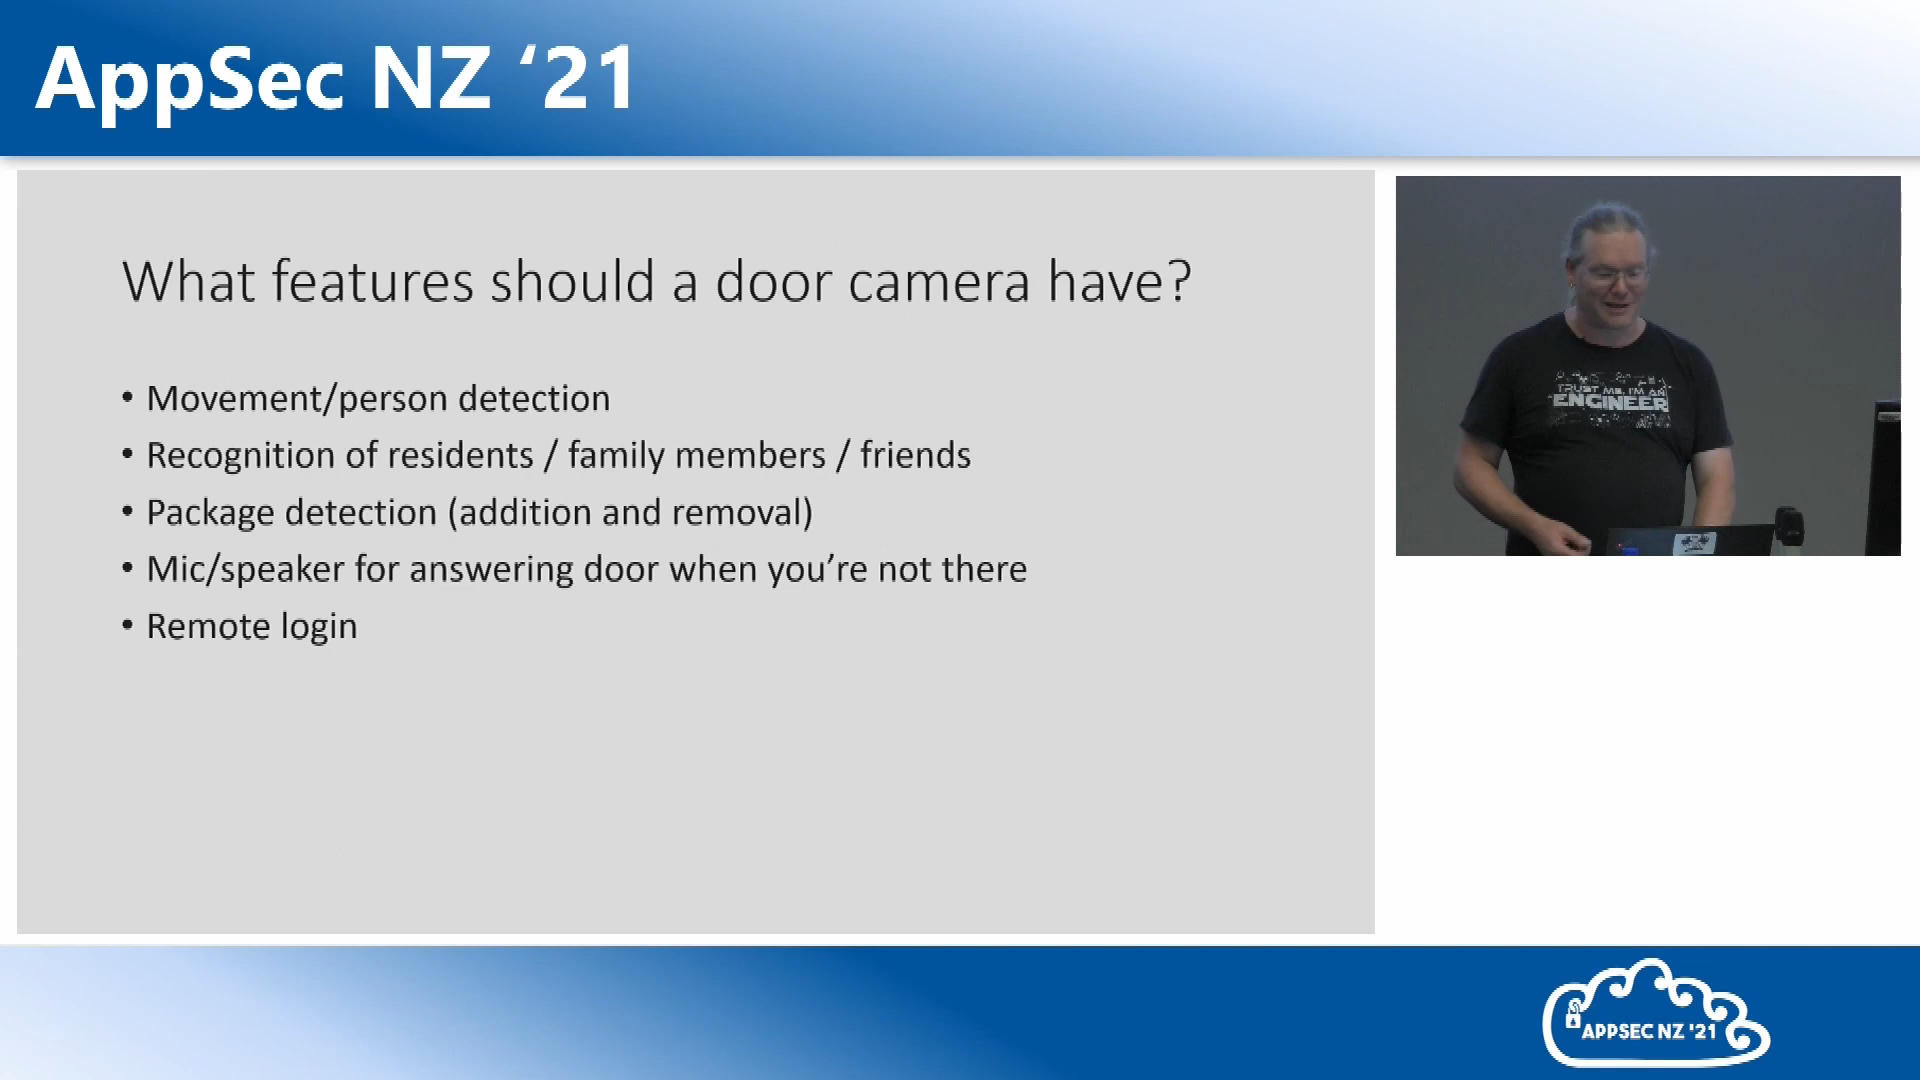 AppSec NZ ‘21
What features should a door camera have?
• Movement/person detection
• Recognition of residents / family members / friends
• Package detection (addition and removal)
• Mic/speaker for answering door when you’re not there
• Remote login
TRUST ME, I'M AN
ENGINEER
APPSEC NZ '21